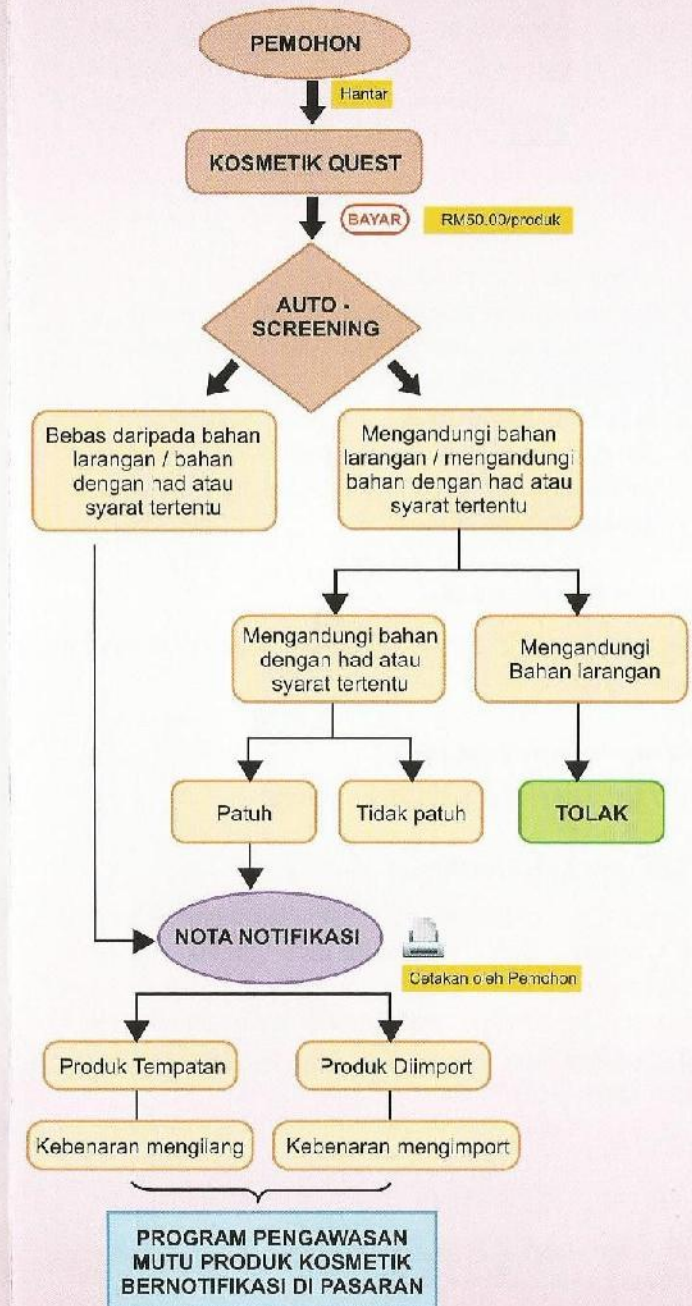 PEMOHON
Hantar
KOSMETIK QUEST
BAYAR
RM50.00/produk
AUTO -
SCREENING
Bebas daripada bahan
larangan / bahan
dengan had atau
syarat tertentu
Mengandungi bahan
larangan / mengandungi
bahan dengan had atau
syarat tertentu
Mengandungi bahan
dengan had atau
syarat tertentu
Mengandungi
Bahan larangan
Patuh
Tidak patuh
TOLAK
NOTA NOTIFIKASI
Cetakan oleh Pemohon
Produk Tempatan
Produk Diimport
Kebenaran mengilang
Kebenaran mengimport
PROGRAM PENGAWASAN
MUTU PRODUK KOSMETIK
BERNOTIFIKASI DI PASARAN